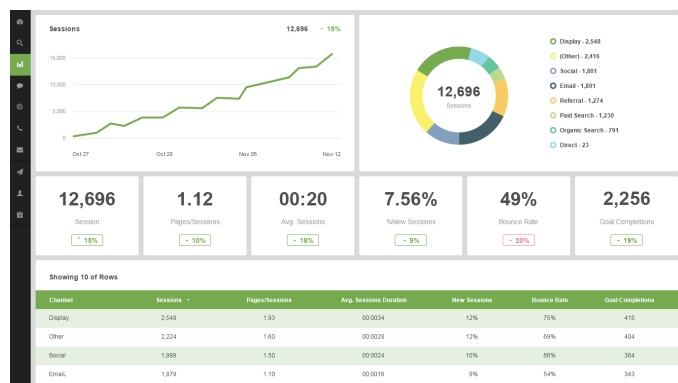 Sessions
12,696 - 15%
15,000
10,000
5,000
0
Oct 27 Oct 28 Nov 05 Nov 12
12,696
Sessions
Display - 2,548
(Other) - 2,416
Social - 1,801
Email - 1,801
Referral - 1,274
Paid Search - 1,230
Organic Search - 791
Direct - 23
12,696
Session
15%
1.12
Pages/Sessions
- 10%
00:20
Avg. Sessions
- 18%
7.56%
%New Sessions
- 9%
49%
Bounce Rate
- 20%
2,256
Goal Completions
- 19%
Showing 10 of Rows
Channel Sessions Pages/Sessions Avg. Sessions Duration New Sessions Bounce Rate Goal Completions
Display 2,548 1.93 00:0034 12% 75% 418
Other 2,224 1.60 00:0028 12% 69% 404
Social 1,989 1.50 00:0024 10% 66% 364
EmaiL 1,879 1.10 00:0016 8% 54% 343